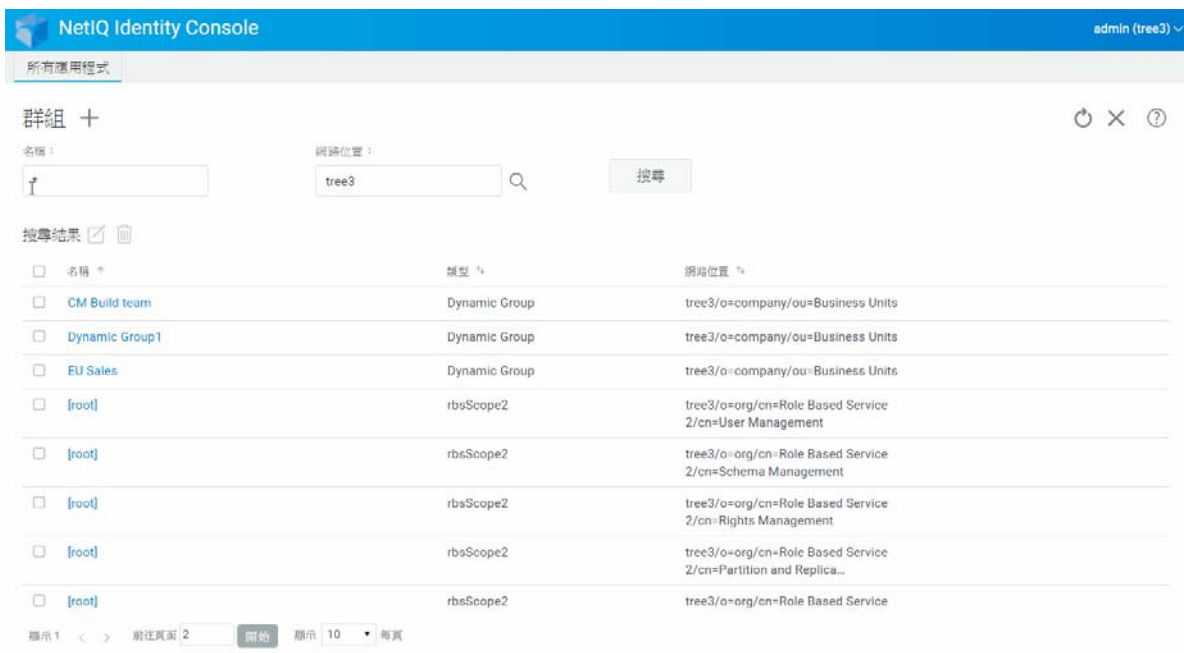 NetIQ Identity Console
admin (tree3)
所有應用程式
群組
名稱：
網路位置：
*
tree3
搜尋
搜尋結果
名稱 類型 網路位置
CM Build team Dynamic Group tree3/o=company/ou=Business Units
Dynamic Group1 Dynamic Group tree3/o=company/ou=Business Units
EU Sales Dynamic Group tree3/o=company/ou=Business Units
[root] rbsScope2 tree3/o=org/cn=Role Based Service
2/cn=User Management
[root] rbsScope2 tree3/o=org/cn=Role Based Service
2/cn=Schema Management
[root] rbsScope2 tree3/o=org/cn=Role Based Service
2/cn=Rights Management
[root] rbsScope2 tree3/o=org/cn=Role Based Service
2/cn=Partition and Replica...
[root] rbsScope2 tree3/o=org/cn=Role Based Service
顯示 1 < > 前往頁面 2 開始 顯示 10 每頁